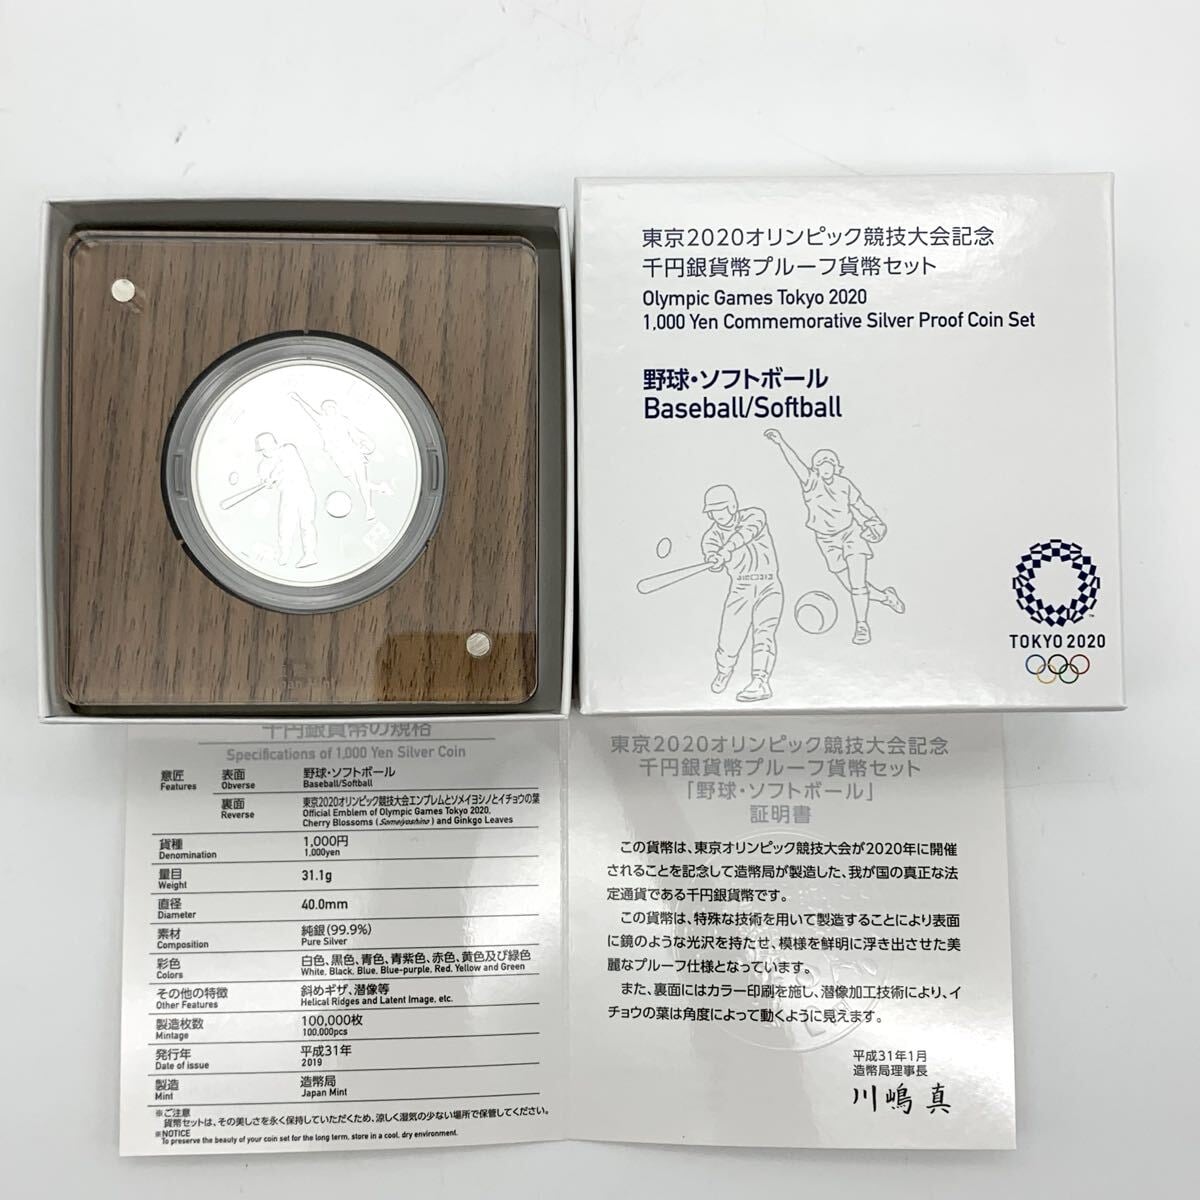 東京2020オリンピック競技大会記念
千円銀貨幣プルーフ貨幣セット
Olympic Games Tokyo 2020
1,000 Yen Commemorative Silver Proof Coin Set
野球・ソフトボール
Baseball/Softball
TOKYO 2020
千円銀貨幣の規格
Specifications of 1,000 Yen Silver Coin
意匠 表面 野球・ソフトボール
Features Obverse Baseball/Softball
裏面 東京2020オリンピック競技大会エンブレムとソメイヨシノとイチョウの葉
Reverse Official Emblem of Olympic Games Tokyo 2020,
Cherry Blossoms (Someiyoshino) and Ginkgo Leaves
貨種 1,000円
Denomination 1,000yen
量目 31.1g
Weight
直径 40.0mm
Diameter
素材 純銀(99.9%)
Composition Pure Silver
彩色 白色、黒色、青色、青紫色、赤色、黄色及び緑色
Colors White, Black, Blue, Blue-purple, Red, Yellow and Green
その他の特徴 斜めギザ、潜像等
Other Features Helical Ridges and Latent Image, etc.
製造枚数 100,000枚
Mintage 100,000pcs
発行年 平成31年
Date of issue 2019
製造 造幣局
Mint Japan Mint
※ご注意
貨幣セットは、その美しさを永く保持していただくため、涼しく湿気の少ない場所で保管してください。
※NOTICE
To preserve the beauty of your coin set for the long term, store in a cool, dry environment.
東京2020オリンピック競技大会記念
千円銀貨幣プルーフ貨幣セット
「野球・ソフトボール」
証明書
この貨幣は、東京オリンピック競技大会が2020年に開催
されることを記念して造幣局が製造した、我が国の真正な法
定通貨である千円銀貨幣です。
この貨幣は、特殊な技術を用いて製造することにより表面
に鏡のような光沢を持たせ、模様を鮮明に浮き出させた美
麗なプルーフ仕様となっています。
また、裏面にはカラー印刷を施し、潜像加工技術により、イ
チョウの葉は角度によって動くように見えます。
平成31年1月
造幣局理事長
川嶋 真